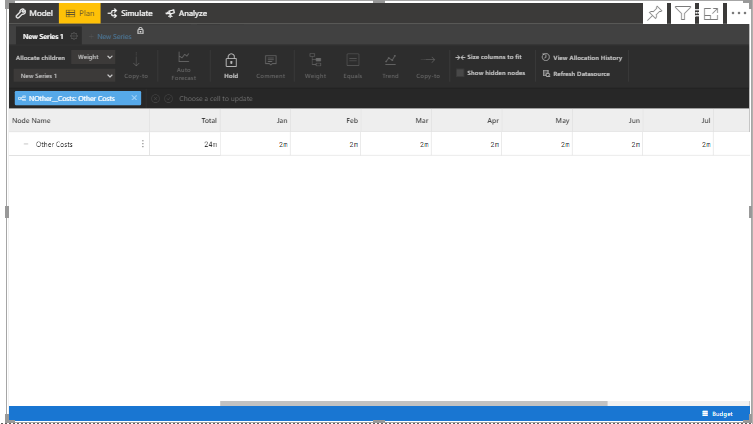 Model Plan Simulate Analyze
New Series 1 + New Series
Allocate children Weight
New Series 1
Copy-to
Auto Forecast
Hold
Comment
Weight
Equals
Trend
Copy-to
Size columns to fit
Show hidden nodes
View Allocation History
Refresh Datasource
NOther_Costs: Other Costs × Choose a cell to update
Node Name Total Jan Feb Mar Apr May Jun Jul
Other Costs 24m 2m 2m 2m 2m 2m 2m 2m
Budget